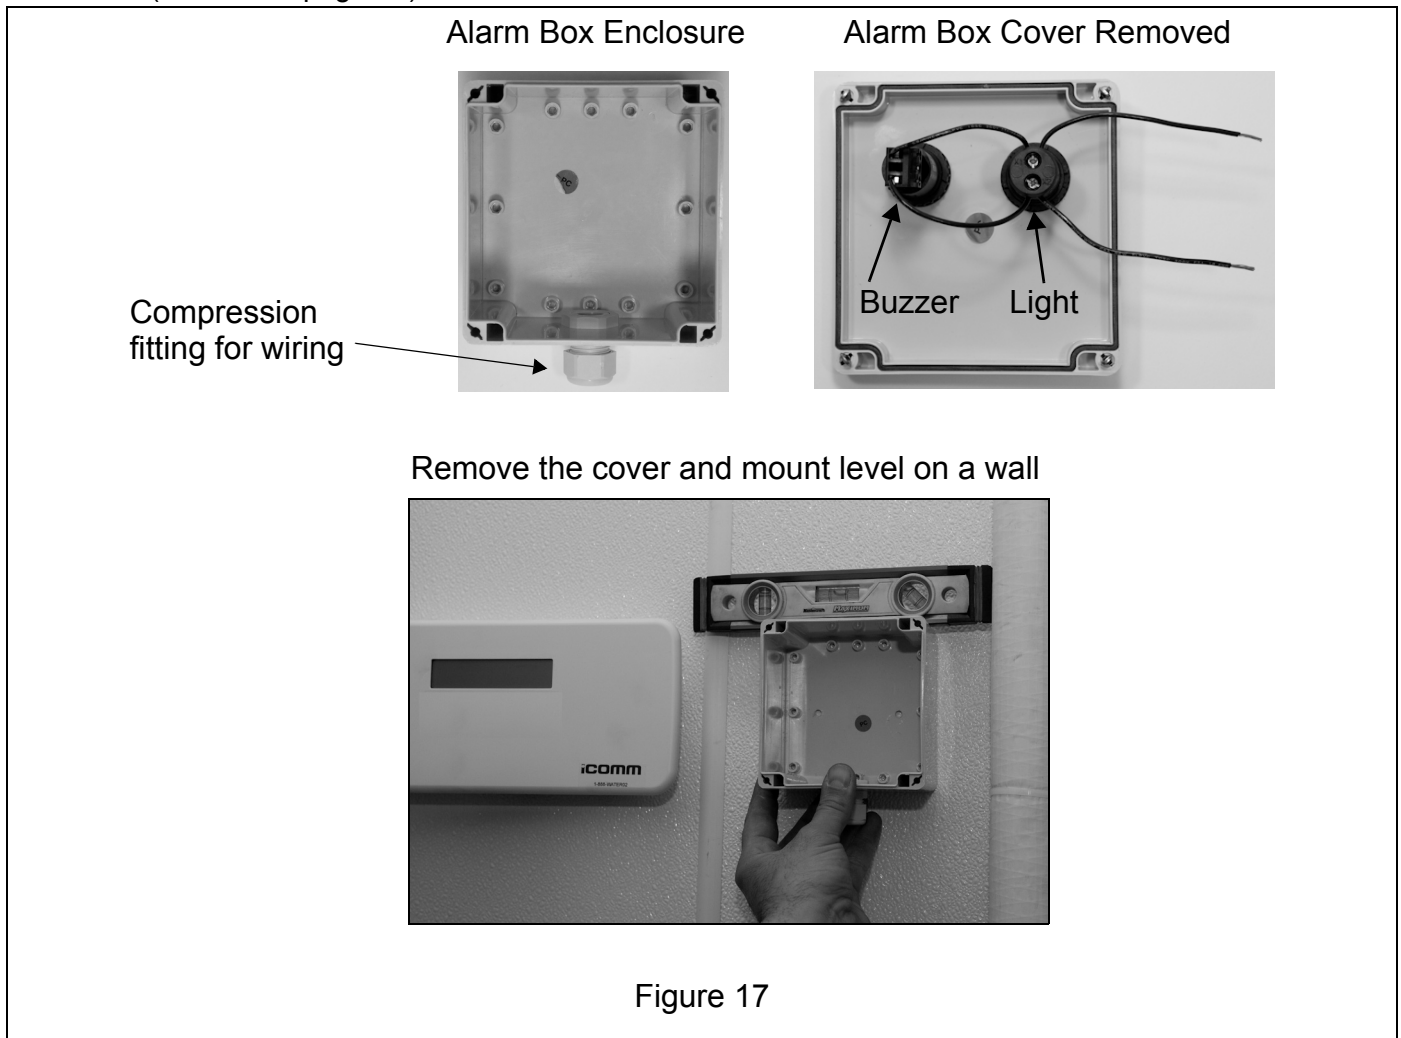 Alarm Box Enclosure
Alarm Box Cover Removed
PC
Buzzer
Light
Compression
fitting for wiring
Remove the cover and mount level on a wall
icomm
Figure 17